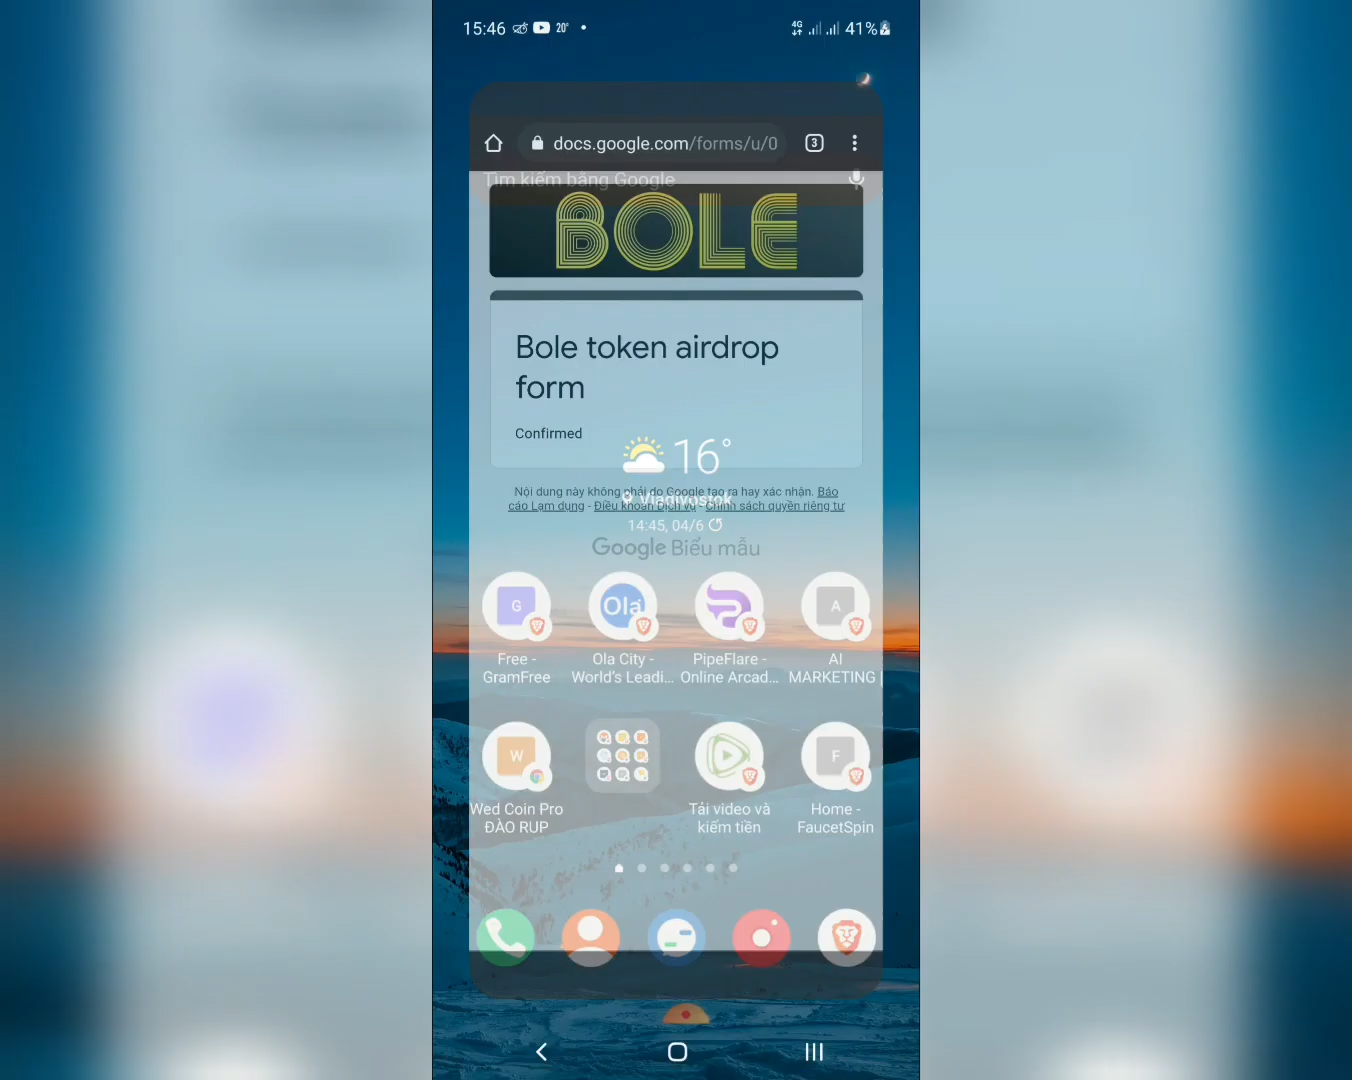 15:46
20°
4G
41%
docs.google.com/forms/u/0
3
Tìm kiếm bằng Google
BOLE
Bole token airdrop
form
Confirmed
16°
Nội dung này không phải do Google tạo ra hay xác nhận. Báo
cáo Lạm dụng - Điều khoản Dịch vụ - Chính sách quyền riêng tư
Vladivostok
14:45, 04/6
Google Biểu mẫu
G
Ola
A
Free -
GramFree
Ola City -
World's Leadi...
PipeFlare -
Online Arcad...
AI
MARKETING |
W
F
Wed Coin Pro
ĐÀO RUP
Tải video và
kiếm tiền
Home -
FaucetSpin